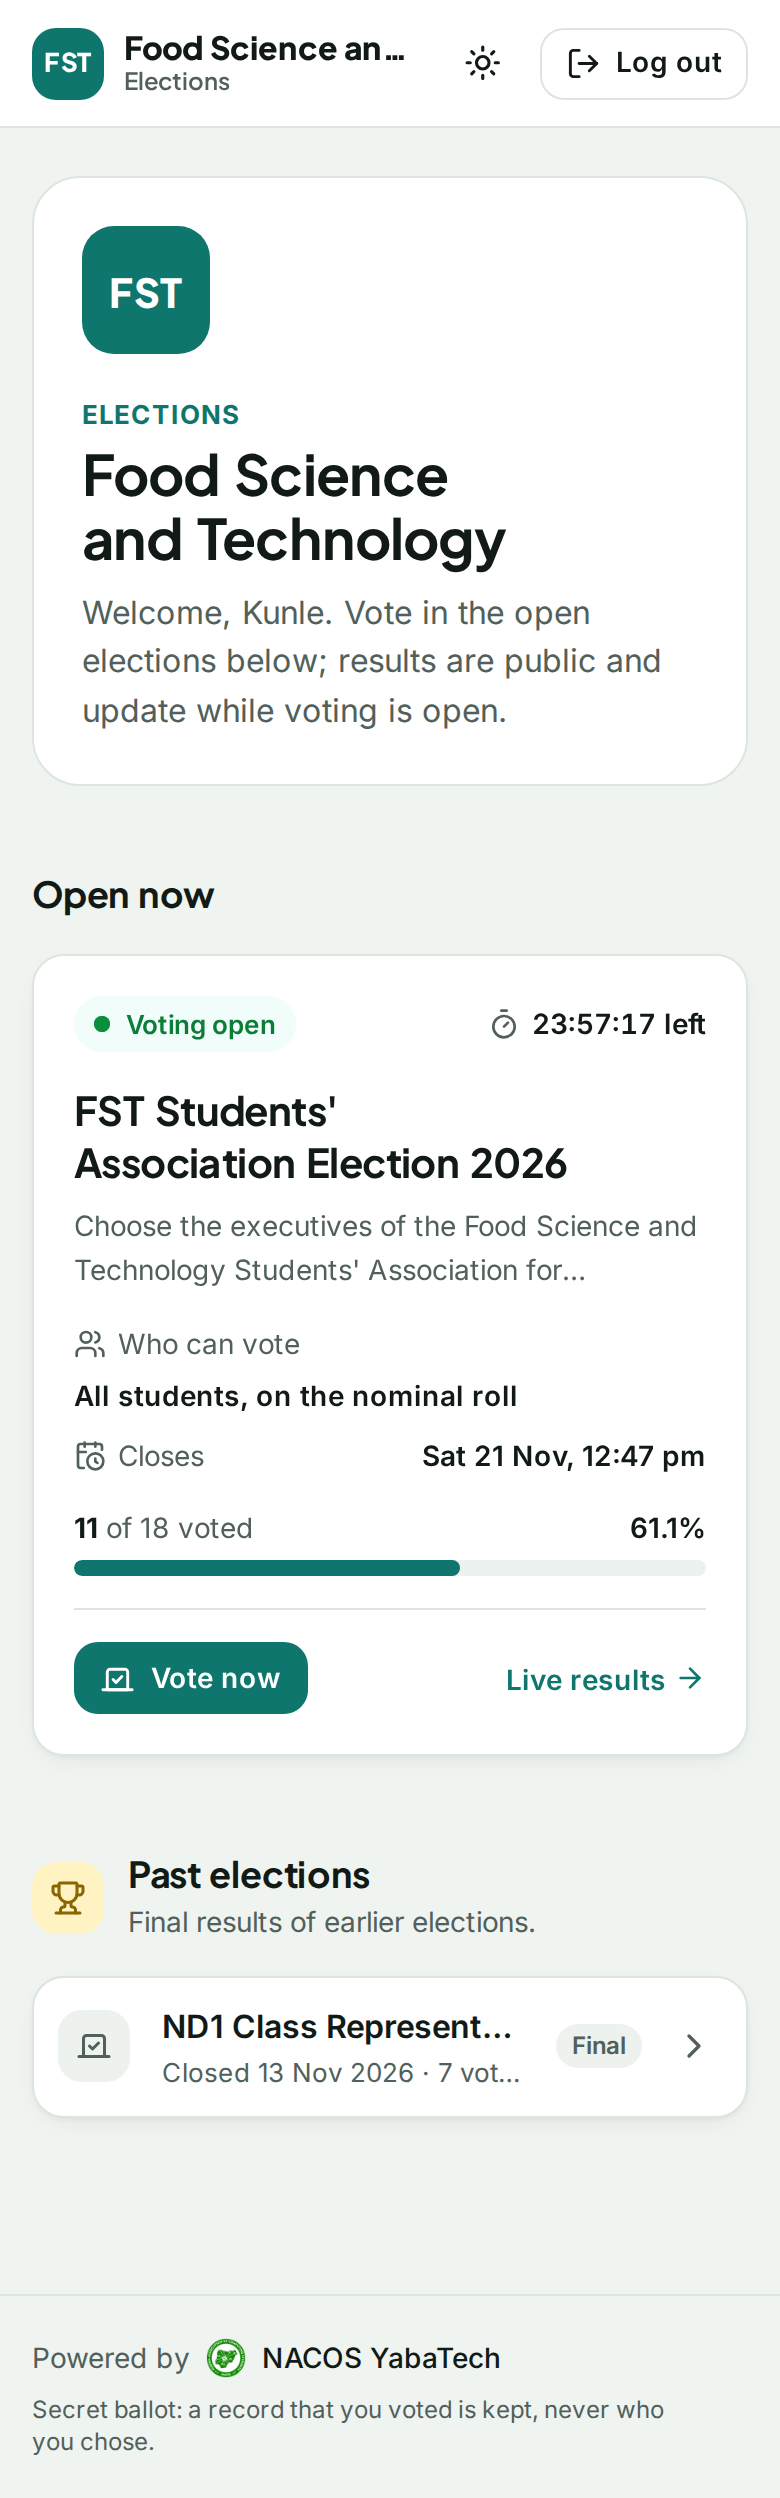 FST
Food Science an...
Elections
Log out
FST
ELECTIONS
Food Science
and Technology
Welcome, Kunle. Vote in the open
elections below; results are public and
update while voting is open.
Open now
Voting open
23:57:17 left
FST Students'
Association Election 2026
Choose the executives of the Food Science and
Technology Students' Association for...
Who can vote
All students, on the nominal roll
Closes
Sat 21 Nov, 12:47 pm
11 of 18 voted
61.1%
Vote now
Live results →
Past elections
Final results of earlier elections.
ND1 Class Represent...
Final
Closed 13 Nov 2026 · 7 vot...
Powered by NACOS YabaTech
Secret ballot: a record that you voted is kept, never who
you chose.